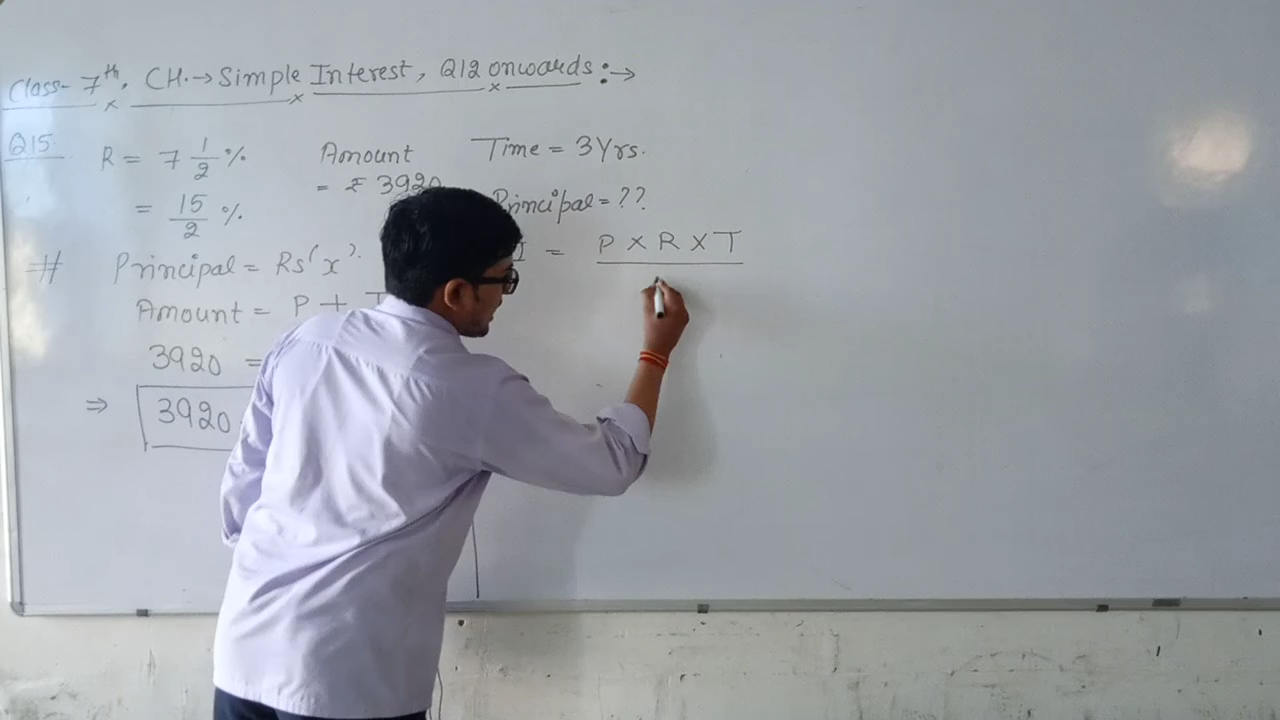 Class- 7th. CH.→ Simple Interest, Q12 onwards :→
Q15. R = 7 1/2 %
= 15/2 %
Amount
= ₹ 3920
Time = 3 Yrs.
Principal = ??
# Principal = Rs 'x'.
Amount = P +
3920 =
⇒ 3920
I = P × R × T